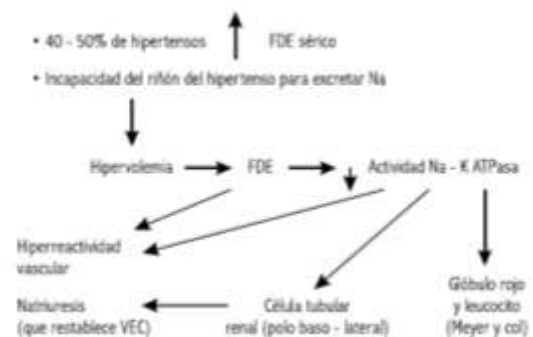 • 40 - 50% de hipertensos FDE sérico
• Incapacidad del riñón del hipertenso para excretar Na
Hipervolemia FDE Actividad Na - K ATPasa
Hiperreactividad
vascular
Natriuresis
(que restablece VEC)
Célula tubular
renal (polo baso - lateral)
Glóbulo rojo
y leucocito
(Meyer y col)